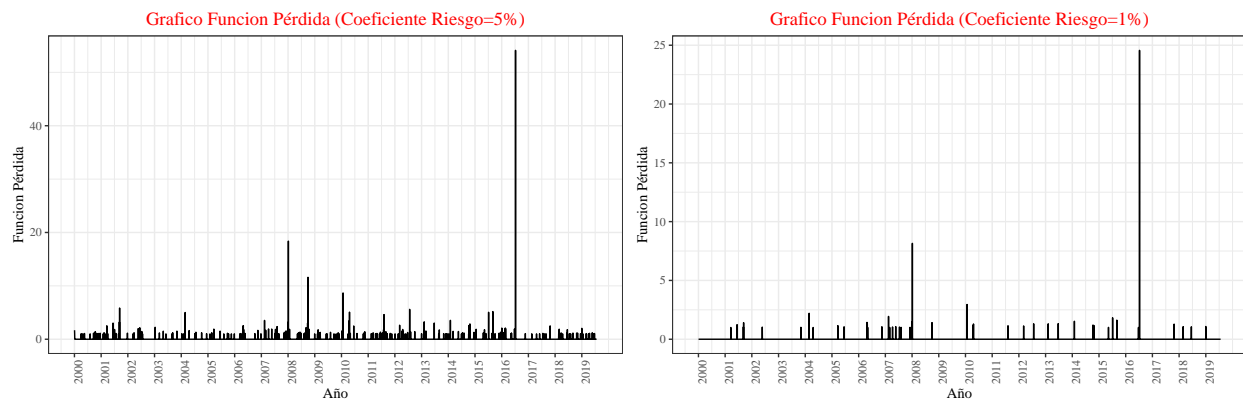 Grafico Funcion Pérdida (Coeficiente Riesgo=5%)
Funcion Pérdida
40
20
0
2000 2001 2002 2003 2004 2005 2006 2007 2008 2009 2010 2011 2012 2013 2014 2015 2016 2017 2018 2019
Año
Grafico Funcion Pérdida (Coeficiente Riesgo=1%)
Funcion Pérdida
25
20
15
10
5
0
2000 2001 2002 2003 2004 2005 2006 2007 2008 2009 2010 2011 2012 2013 2014 2015 2016 2017 2018 2019
Año